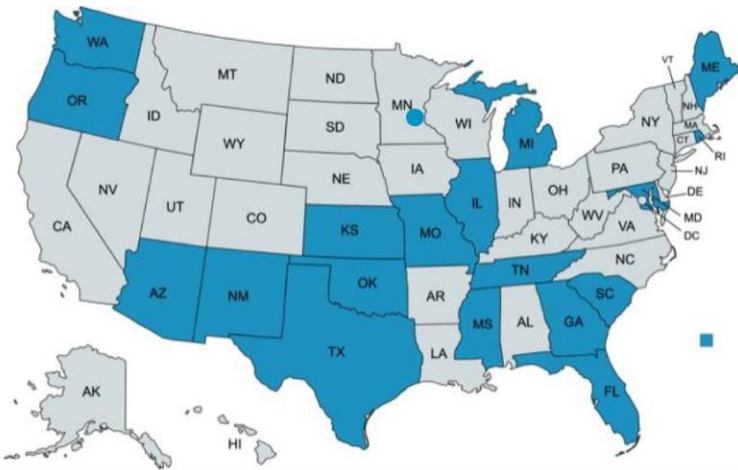 WA
ME
VT
MT
ND
OR
MN
NH
ID
SD
WI
NY
MA
WY
MI
CT
RI
IA
PA
NJ
NE
NV
OH
DE
IL
IN
UT
WV
MD
CA
CO
VA
KS
MO
KY
DC
NC
TN
AZ
OK
NM
AR
SC
MS
AL
GA
TX
LA
FL
AK
HI